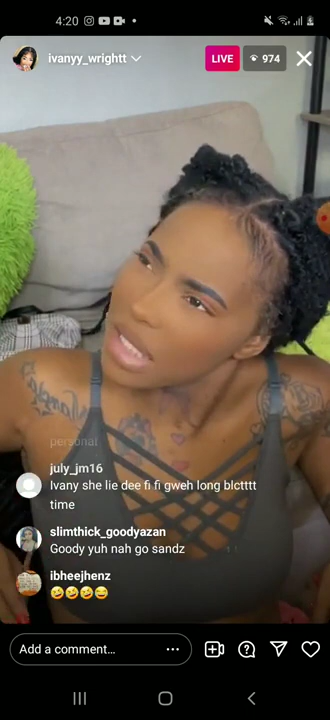 4:20
ivanyy_wrightt
LIVE
974
personal
july_jm16
Ivany she lie dee fi fi gweh long blctttt
time
slimthick_goodyazan
Goody yuh nah go sandz
ibheejhenz
🤣🤣🤣😂
Add a comment...